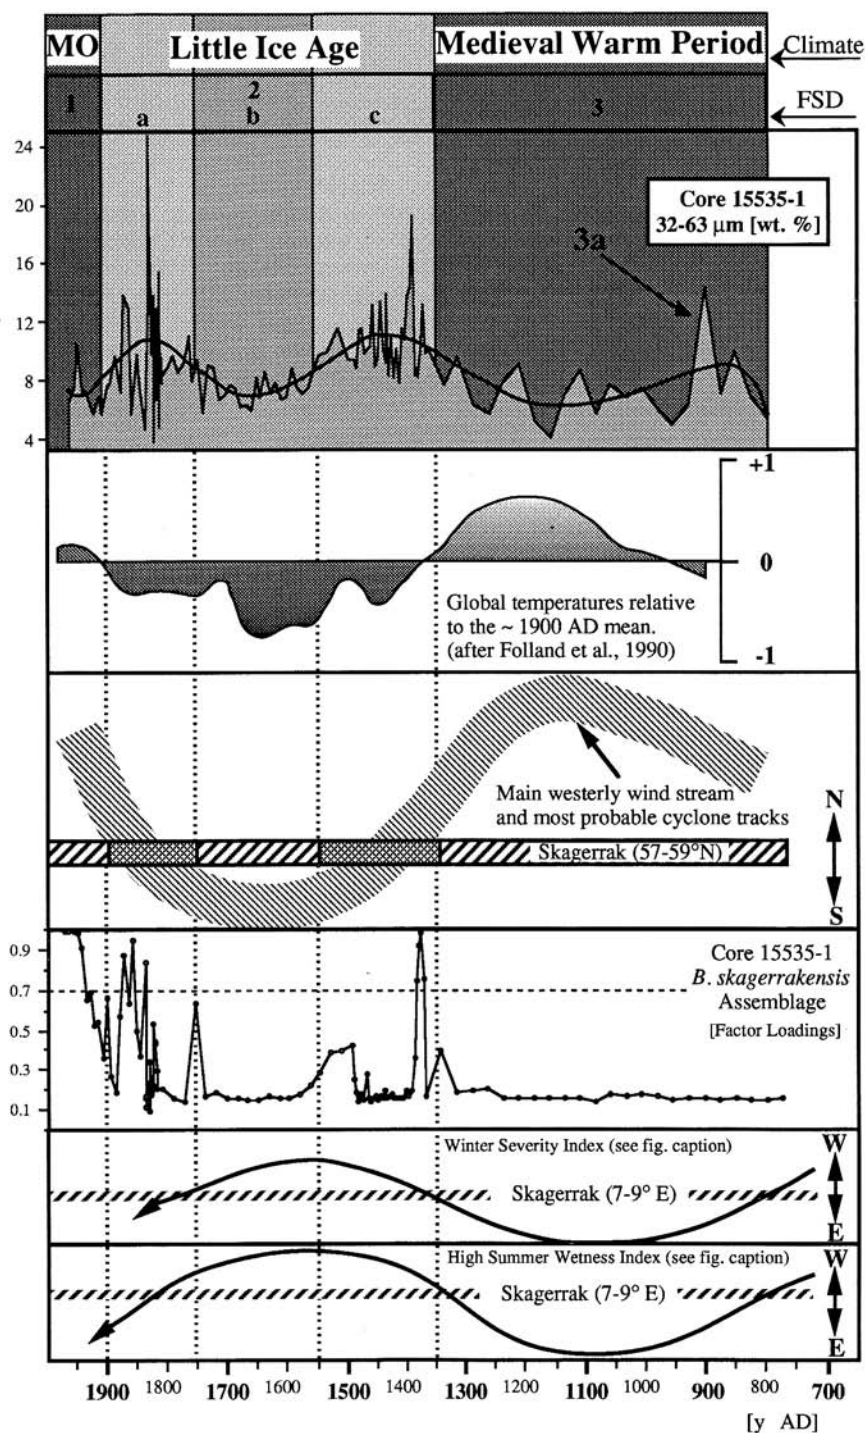 MO Little Ice Age Medieval Warm Period Climate
1 2 3 FSD
a b c
24
20
16
12
8
4
Core 15535-1
32-63 µm [wt. %]
3a
+1
0
-1
Global temperatures relative
to the ~ 1900 AD mean.
(after Folland et al., 1990)
Main westerly wind stream
and most probable cyclone tracks
N
Skagerrak (57-59°N)
S
0.9
0.7
0.5
0.3
0.1
Core 15535-1
B. skagerrakensis
Assemblage
[Factor Loadings]
Winter Severity Index (see fig. caption)
W
Skagerrak (7-9° E)
E
High Summer Wetness Index (see fig. caption)
W
Skagerrak (7-9° E)
E
1900 1800 1700 1600 1500 1400 1300 1200 1100 1000 900 800 700
[y AD]